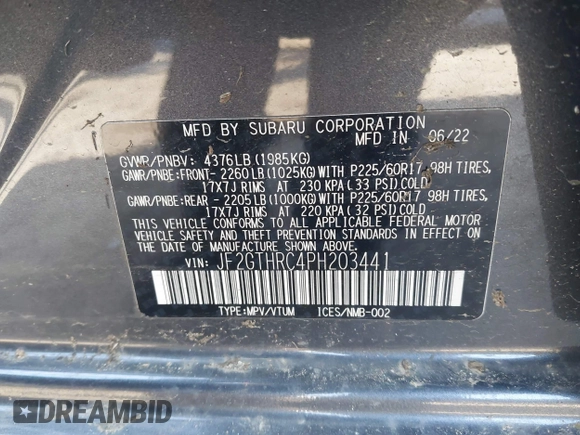 MFD BY SUBARU CORPORATION
MFD IN 06/22
GVWR/PNBV: 4376LB(1985KG)
GAWR/PNBE:FRONT- 2260LB(1025KG)WITH P225/60R17 98H TIRES,
17X7J RIMS AT 230 KPA(33 PSI)COLD
GAWR/PNBE:REAR - 2205LB(1000KG)WITH P225/60R17 98H TIRES,
17X7J RIMS AT 220 KPA(32 PSI)COLD
THIS VEHICLE CONFORMS TO ALL APPLICABLE FEDERAL MOTOR
VEHICLE SAFETY AND THEFT PREVENTION STANDARDS IN EFFECT
ON THE DATE OF MANUFACTURE SHOWN ABOVE.
VIN: JF2GTHRC4PH203441
TYPE:MPV/VTUM ICES/NMB-002
DREAMBID